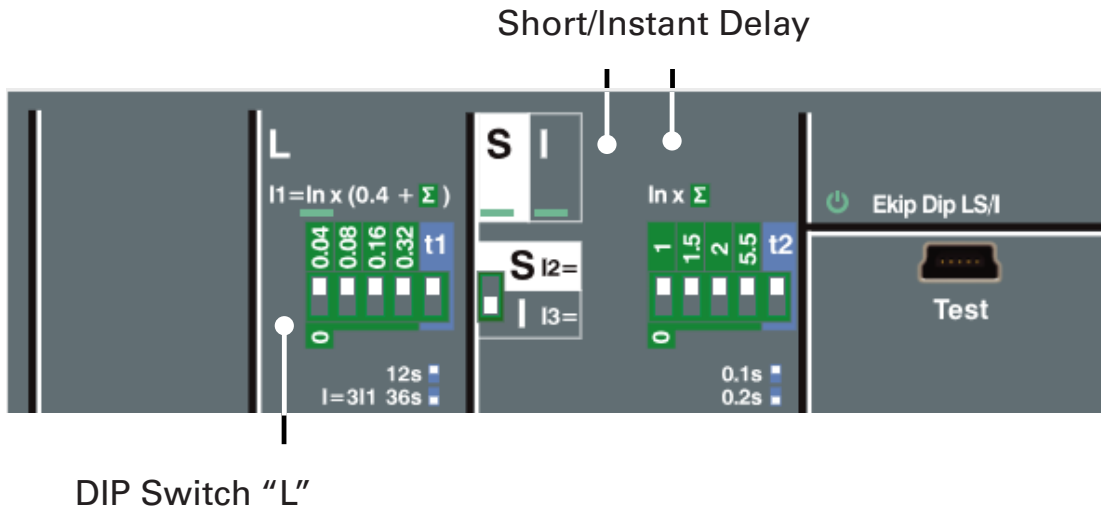 Short/Instant Delay
L
I1=In x (0.4 + Σ)
0.04 0.08 0.16 0.32 t1
0
12s
I=3I1 36s
S I
S I2=
I I3=
In x Σ
1 1.5 2 5.5 t2
0
0.1s
0.2s
Ekip Dip LS/I
Test
DIP Switch “L”